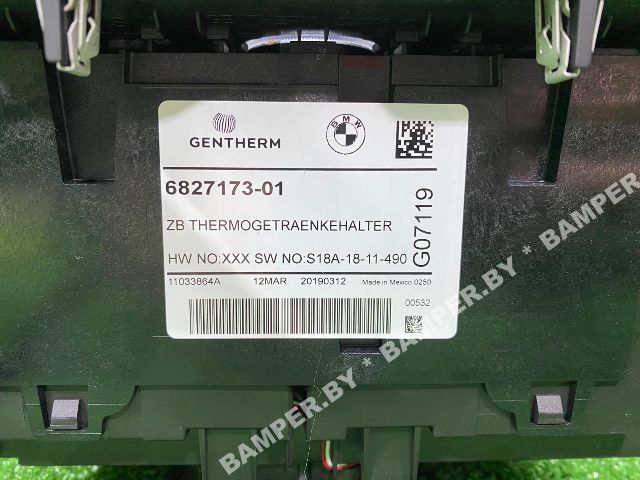 GENTHERM
BMW
6827173-01
ZB THERMOGETRAENKEHALTER
HW NO:XXX SW NO:S18A-18-11-490
G07119
11033864A 12MAR 20190312 Made in Mexico 0250
00532
BAMPER.BY * BAMPER.BY * BAMPER.BY